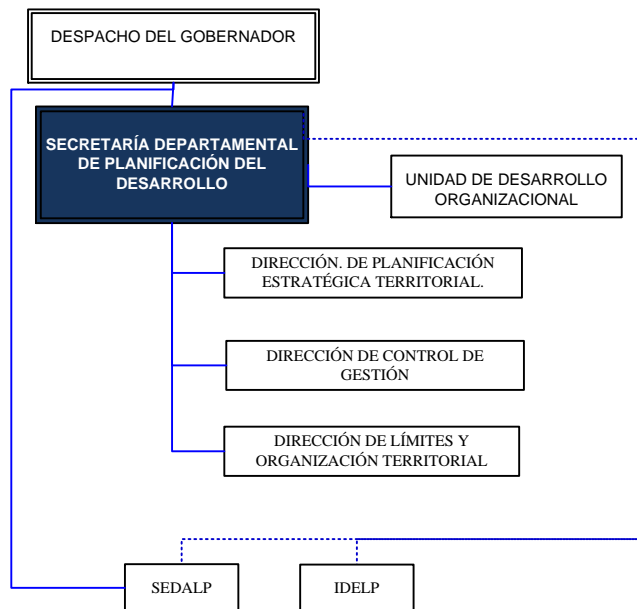 DESPACHO DEL GOBERNADOR
SECRETARÍA DEPARTAMENTAL
DE PLANIFICACIÓN DEL
DESARROLLO
UNIDAD DE DESARROLLO
ORGANIZACIONAL
DIRECCIÓN. DE PLANIFICACIÓN
ESTRATÉGICA TERRITORIAL.
DIRECCIÓN DE CONTROL DE
GESTIÓN
DIRECCIÓN DE LÍMITES Y
ORGANIZACIÓN TERRITORIAL
SEDALP
IDELP